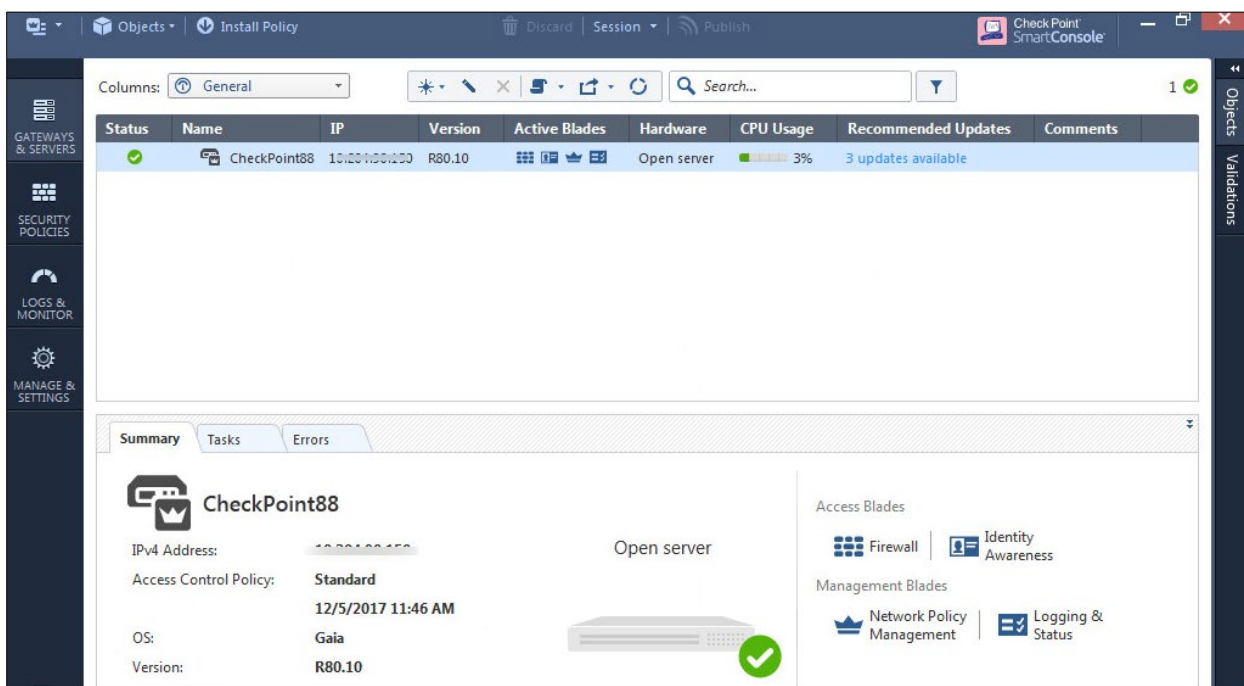 Objects
Install Policy
Discard
Session
Publish
Check Point
SmartConsole
Columns: General
Search...
1
Objects
Validations
GATEWAYS
& SERVERS
SECURITY
POLICIES
LOGS &
MONITOR
MANAGE &
SETTINGS
Status Name IP Version Active Blades Hardware CPU Usage Recommended Updates Comments
CheckPoint88 R80.10 Open server 3% 3 updates available
Summary Tasks Errors
CheckPoint88
IPv4 Address:
Access Control Policy: Standard
12/5/2017 11:46 AM
OS: Gaia
Version: R80.10
Open server
Access Blades
Firewall
Identity
Awareness
Management Blades
Network Policy
Management
Logging &
Status